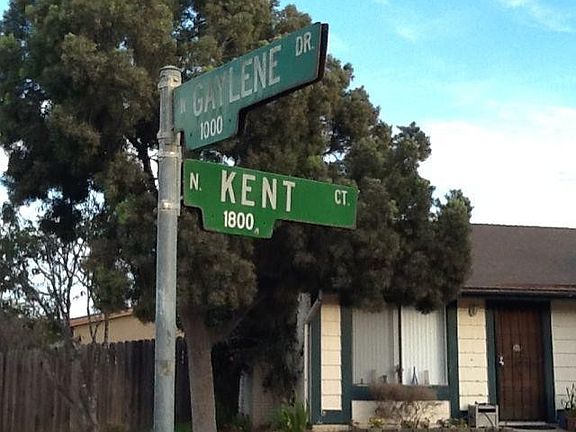 GAYLENE DR.
1000
N. KENT CT.
1800